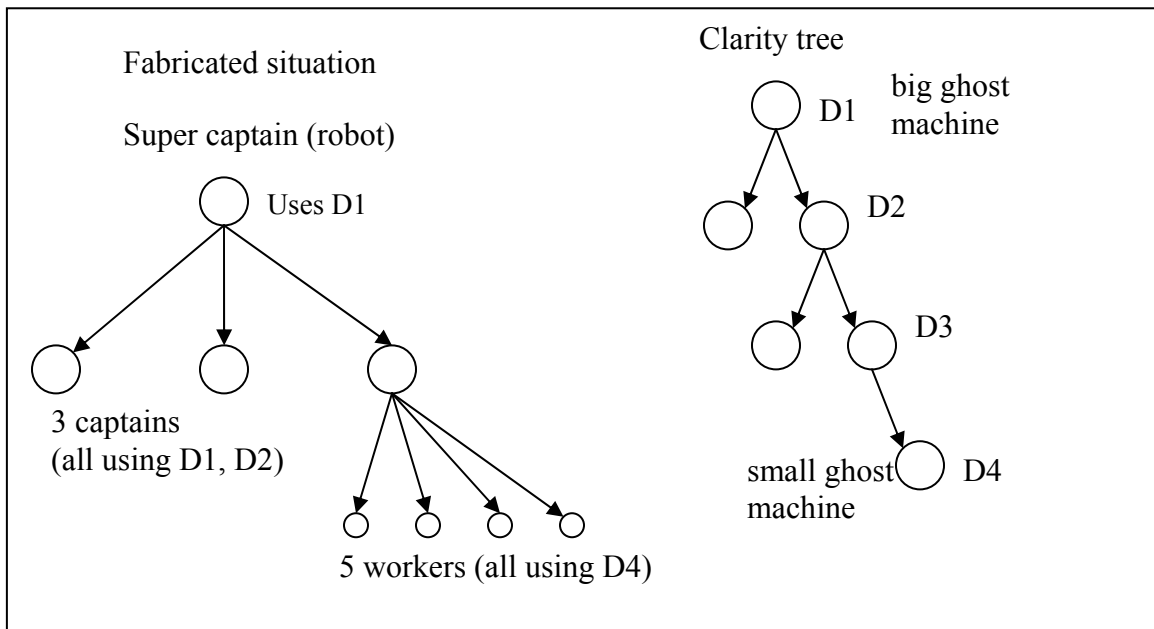 Fabricated situation
Super captain (robot)
Uses D1
3 captains
(all using D1, D2)
5 workers (all using D4)
Clarity tree
big ghost
machine
D1
D2
D3
D4
small ghost
machine